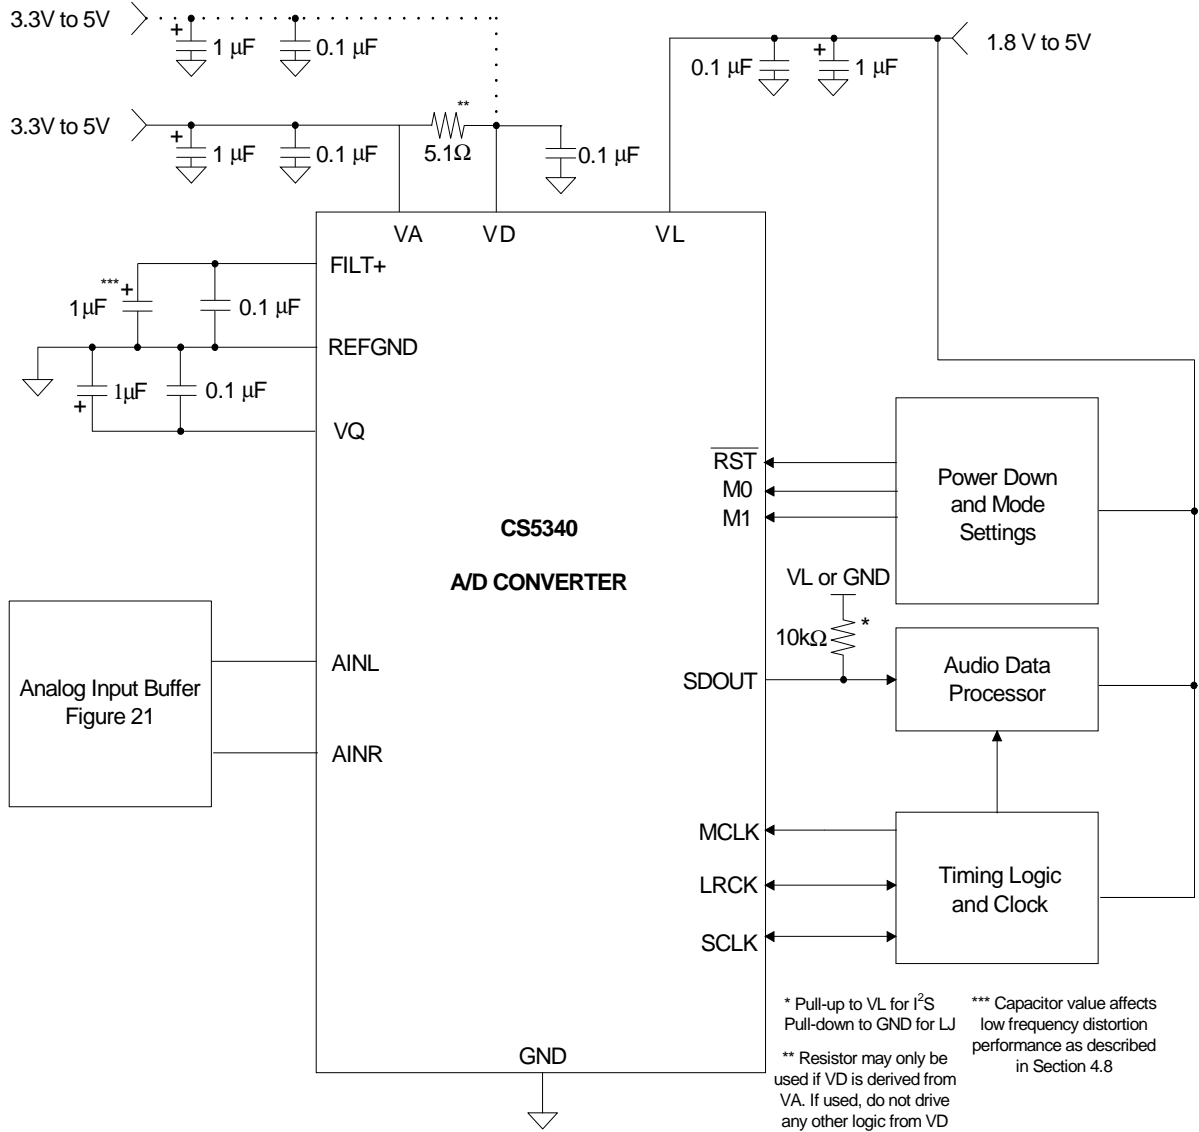 3.3V to 5V
+
1 µF
0.1 µF
0.1 µF
+
1 µF
1.8 V to 5V
3.3V to 5V
+
1 µF
0.1 µF
**
5.1Ω
0.1 µF
VA
VD
VL
FILT+
***
+
1µF
0.1 µF
REFGND
1µF
+
0.1 µF
VQ
RST
M0
M1
Power Down
and Mode
Settings
CS5340
A/D CONVERTER
VL or GND
10kΩ
*
Analog Input Buffer
Figure 21
AINL
AINR
SDOUT
Audio Data
Processor
MCLK
LRCK
SCLK
Timing Logic
and Clock
GND
* Pull-up to VL for I²S
Pull-down to GND for LJ
** Resistor may only be
used if VD is derived from
VA. If used, do not drive
any other logic from VD
*** Capacitor value affects
low frequency distortion
performance as described
in Section 4.8